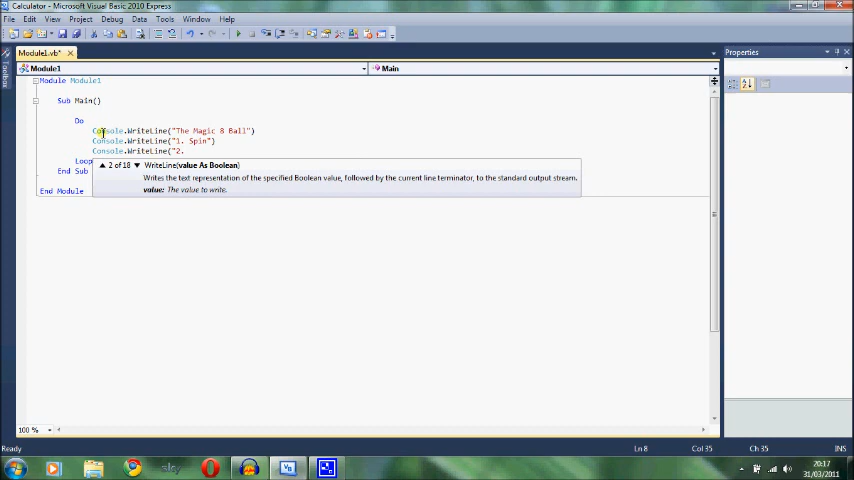 Calculator - Microsoft Visual Basic 2010 Express
File Edit View Project Debug Data Tools Window Help
Module1.vb*
Properties
Toolbox
Module1
Main
Module Module1
Sub Main()
Do
Console.WriteLine("The Magic 8 Ball")
Console.WriteLine("1. Spin")
Console.WriteLine("2.
Loop
End Sub
End Module
2 of 18 WriteLine(value As Boolean)
Writes the text representation of the specified Boolean value, followed by the current line terminator, to the standard output stream.
value: The value to write.
100 %
Ready
Ln 8
Col 35
Ch 35
INS
sky
20:17
31/03/2011